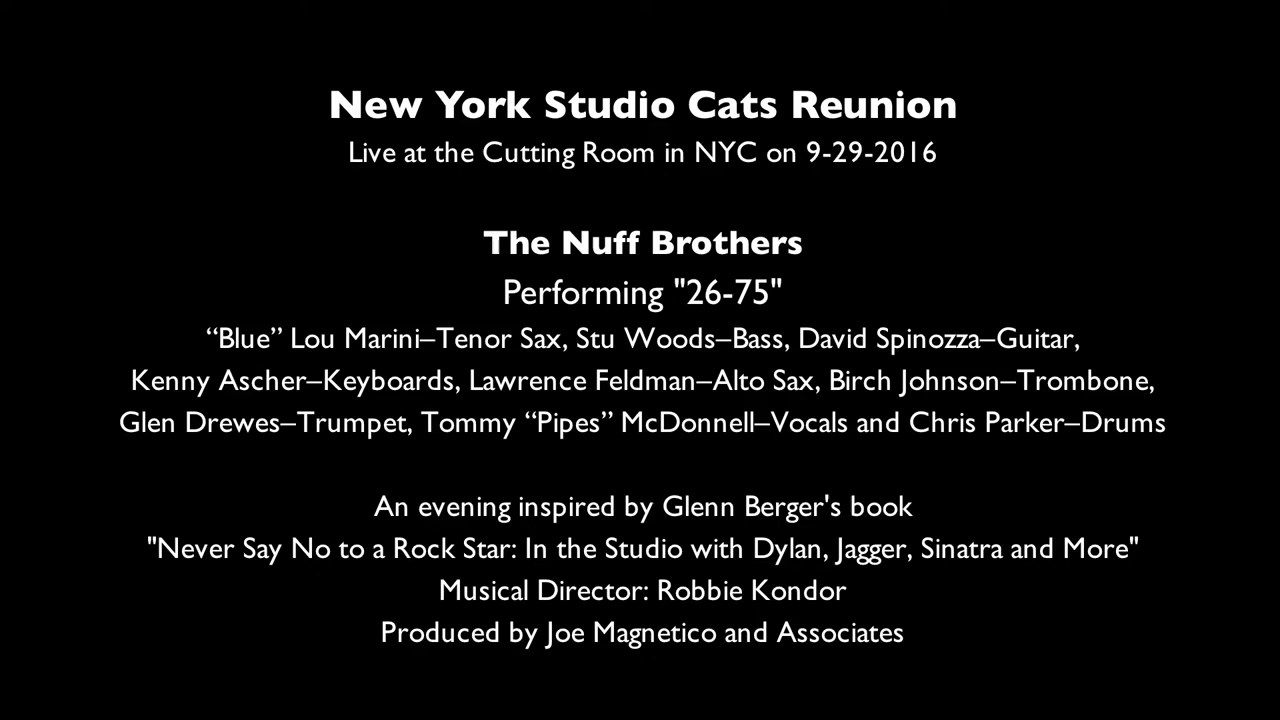 New York Studio Cats Reunion
Live at the Cutting Room in NYC on 9-29-2016
The Nuff Brothers
Performing "26-75"
“Blue” Lou Marini–Tenor Sax, Stu Woods–Bass, David Spinozza–Guitar,
Kenny Ascher–Keyboards, Lawrence Feldman–Alto Sax, Birch Johnson–Trombone,
Glen Drewes–Trumpet, Tommy “Pipes” McDonnell–Vocals and Chris Parker–Drums
An evening inspired by Glenn Berger's book
"Never Say No to a Rock Star: In the Studio with Dylan, Jagger, Sinatra and More"
Musical Director: Robbie Kondor
Produced by Joe Magnetico and Associates